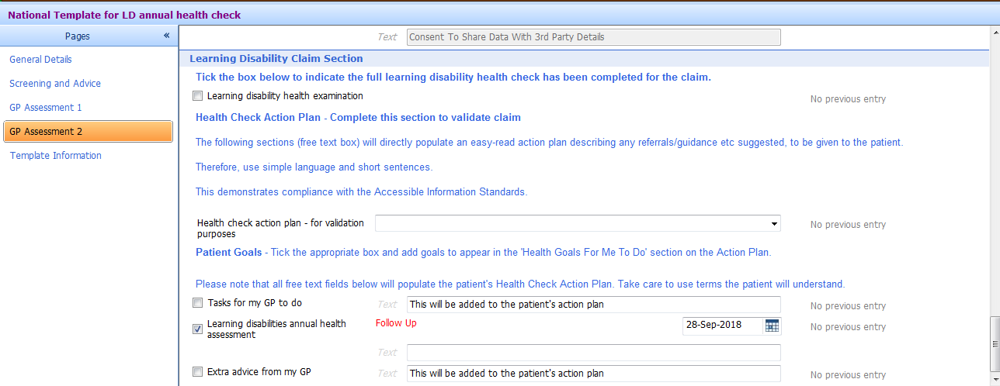 National Template for LD annual health check
Pages «
General Details
Screening and Advice
GP Assessment 1
GP Assessment 2
Template Information
Text Consent To Share Data With 3rd Party Details
Learning Disability Claim Section
Tick the box below to indicate the full learning disability health check has been completed for the claim.
Learning disability health examination No previous entry
Health Check Action Plan - Complete this section to validate claim
The following sections (free text box) will directly populate an easy-read action plan describing any referrals/guidance etc suggested, to be given to the patient.
Therefore, use simple language and short sentences.
This demonstrates compliance with the Accessible Information Standards.
Health check action plan - for validation No previous entry
purposes
Patient Goals - Tick the appropriate box and add goals to appear in the 'Health Goals For Me To Do' section on the Action Plan.
Please note that all free text fields below will populate the patient's Health Check Action Plan. Take care to use terms the patient will understand.
Tasks for my GP to do Text This will be added to the patient's action plan No previous entry
Learning disabilities annual health Follow Up 28-Sep-2018 No previous entry
assessment
Text
Extra advice from my GP Text This will be added to the patient's action plan No previous entry